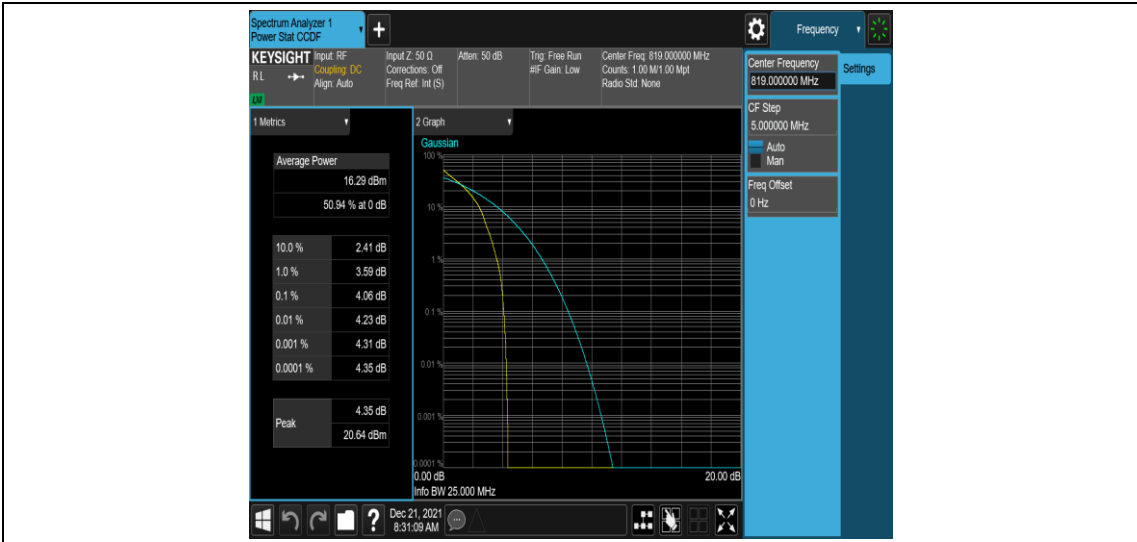 Spectrum Analyzer 1
Power Stat CCDF
+
Frequency
KEYSIGHT
Input: RF
Coupling: DC
Align: Auto
RL
LXI
Input Z: 50 Ω
Corrections: Off
Freq Ref: Int (S)
Atten: 50 dB
Trig: Free Run
#IF Gain: Low
Center Freq: 819.000000 MHz
Counts: 1.00 M/1.00 Mpt
Radio Std: None
Center Frequency
819.000000 MHz
Settings
CF Step
5.000000 MHz
Auto
Man
Freq Offset
0 Hz
1 Metrics
Average Power
16.29 dBm
50.94 % at 0 dB
10.0 % 2.41 dB
1.0 % 3.59 dB
0.1 % 4.06 dB
0.01 % 4.23 dB
0.001 % 4.31 dB
0.0001 % 4.35 dB
Peak
4.35 dB
20.64 dBm
2 Graph
Gaussian
100 %
10 %
1 %
0.1 %
0.01 %
0.001 %
0.0001 %
0.00 dB
20.00 dB
Info BW 25.000 MHz
?
Dec 21, 2021
8:31:09 AM